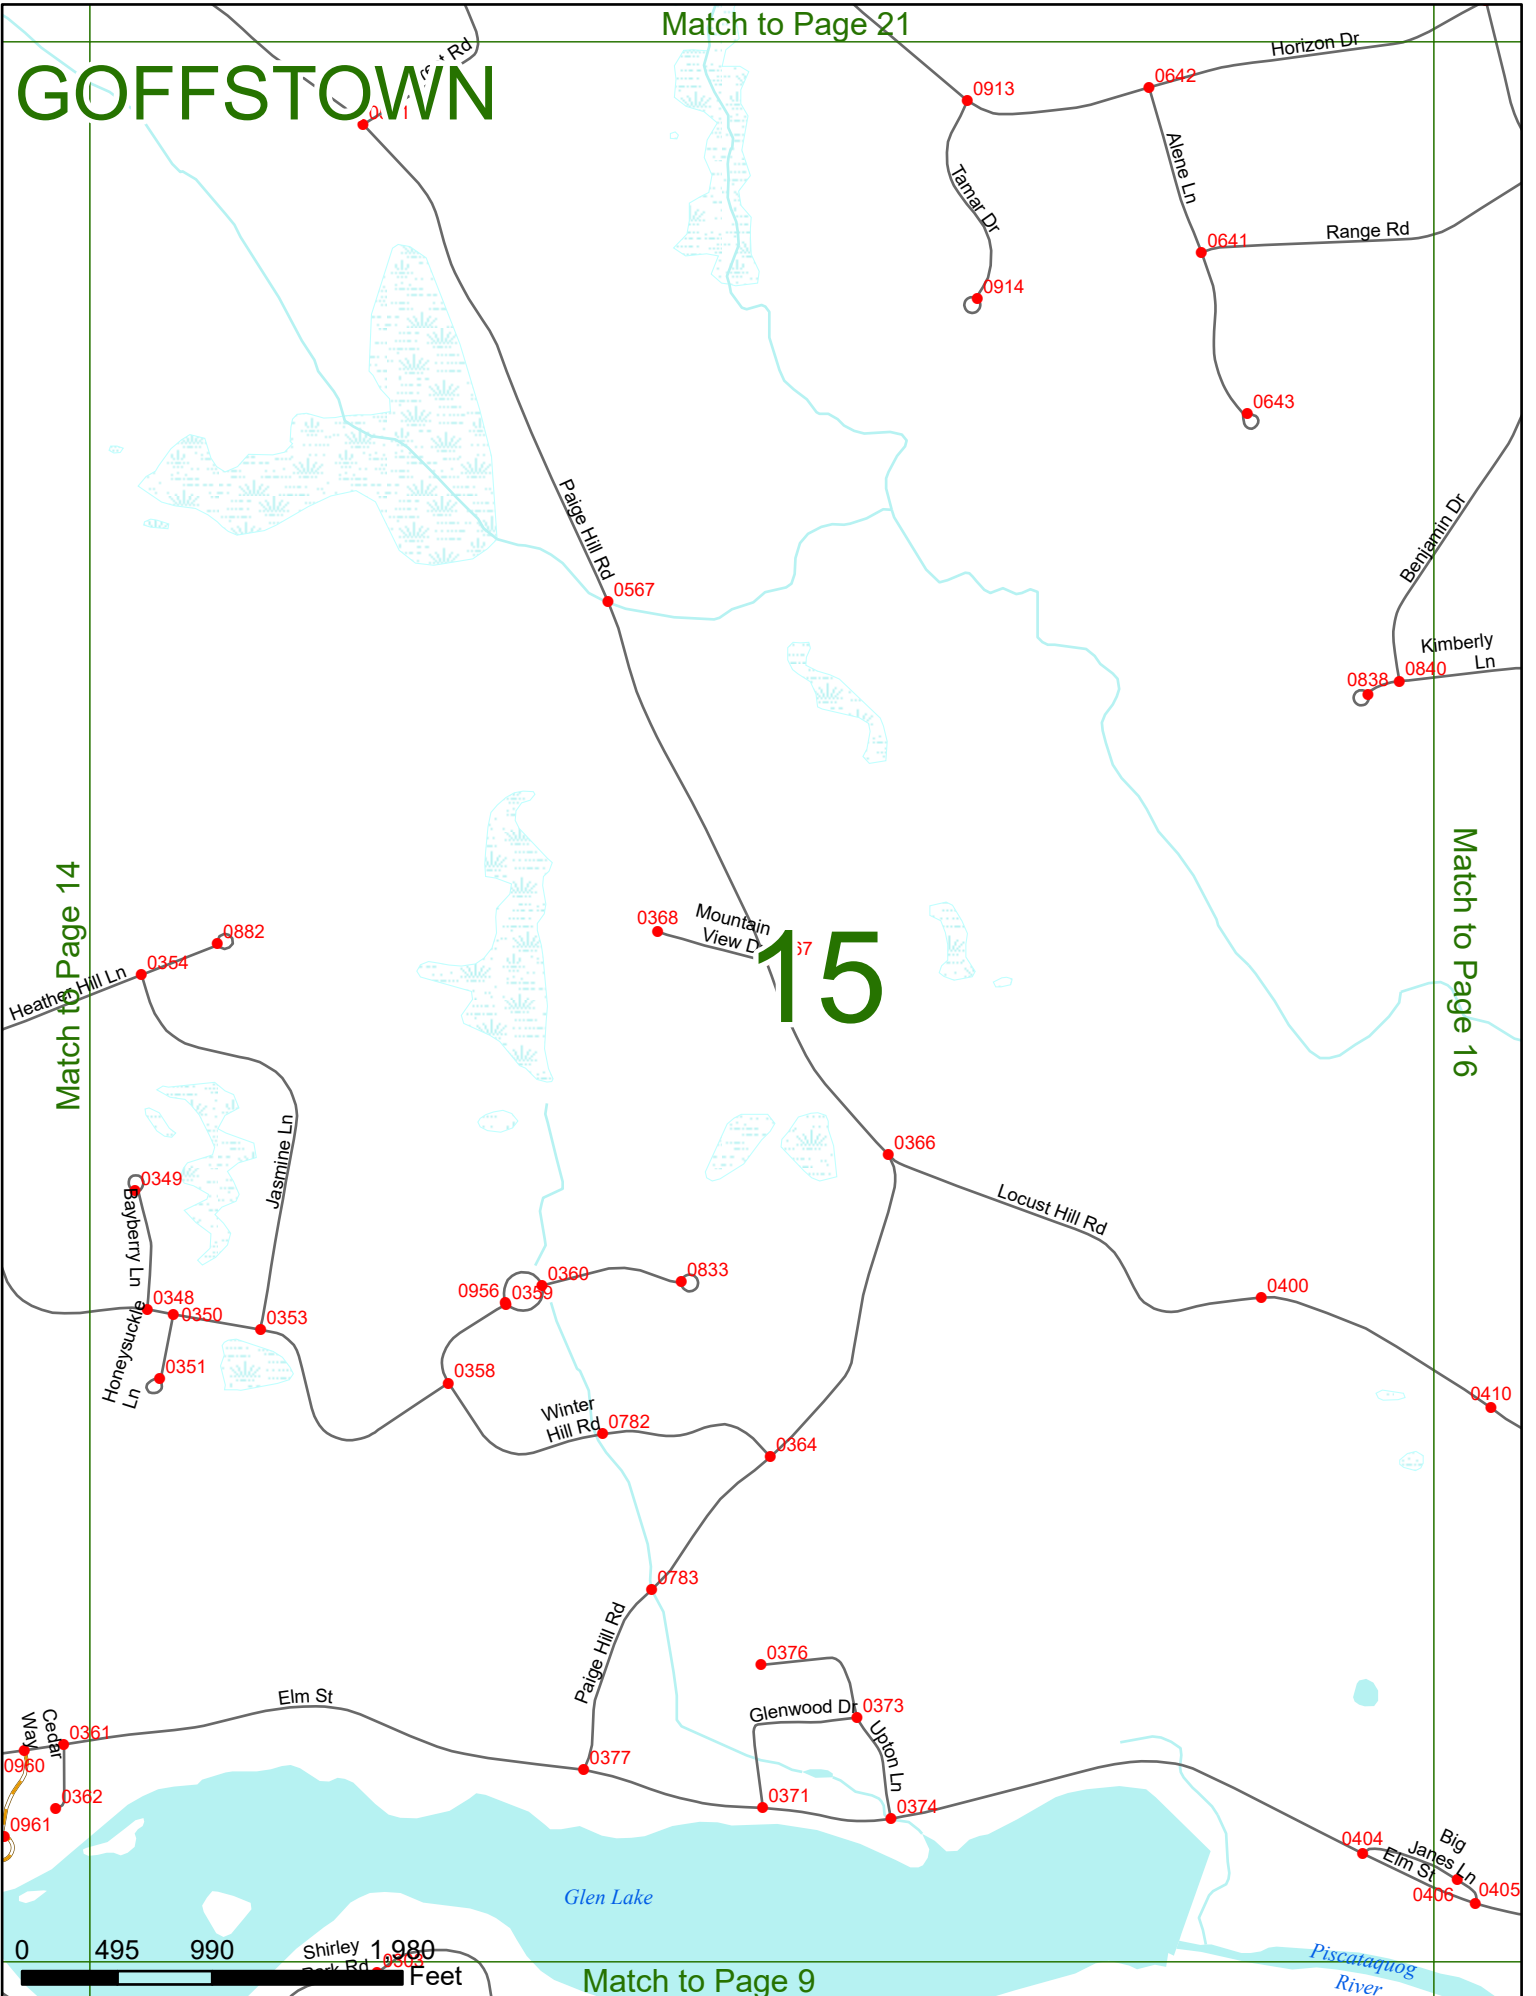 Match to Page 21
Horizon Dr
GOFFSTOWN
0913
0642
Alene Ln
Tamar Dr
Range Rd
0641
0914
0643
Paige Hill Rd
Benjamin Dr
0567
Kimberly
Ln
0838
0840
Match to Page 14
Match to Page 16
0368
Mountain
View Dr
15
0882
0354
Heather Hill Ln
Jasmine Ln
0366
0349
Bayberry Ln
Locust Hill Rd
0360
0833
0956
0359
0400
0348
0350
0353
Honeysuckle
Ln
0351
0358
0410
Winter
Hill Rd
0782
0364
0783
Paige Hill Rd
0376
Elm St
Glenwood Dr
0373
Upton Ln
Cedar
Way
0361
0960
0377
0362
0371
0374
0961
0404
Big
Janes Ln
Elm St
0406
0405
Glen Lake
0
495
990
1,980
Feet
Shirley
Park Rd
0303
Piscataquog
River
Match to Page 9